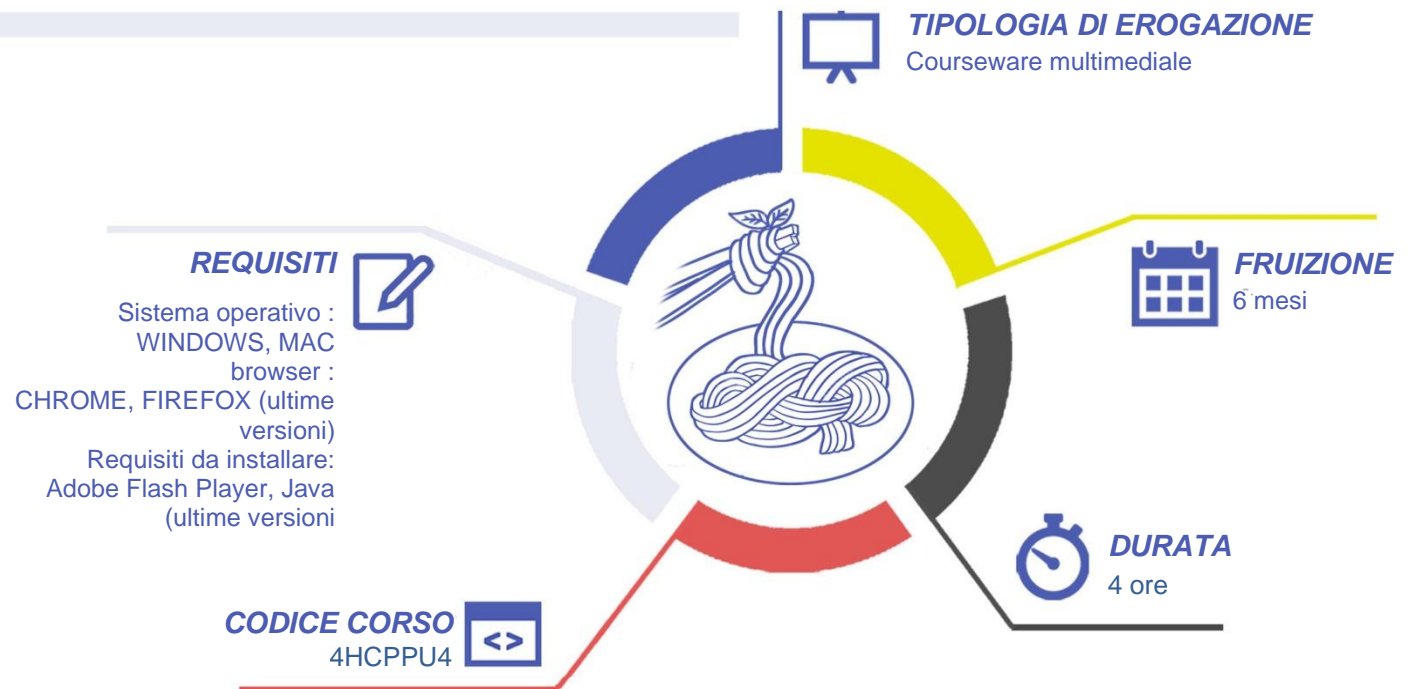 TIPOLOGIA DI EROGAZIONE
Courseware multimediale
REQUISITI
Sistema operativo :
WINDOWS, MAC
browser :
CHROME, FIREFOX (ultime
versioni)
Requisiti da installare:
Adobe Flash Player, Java
(ultime versioni
FRUIZIONE
6 mesi
DURATA
4 ore
CODICE CORSO
4HCPPU4
<>